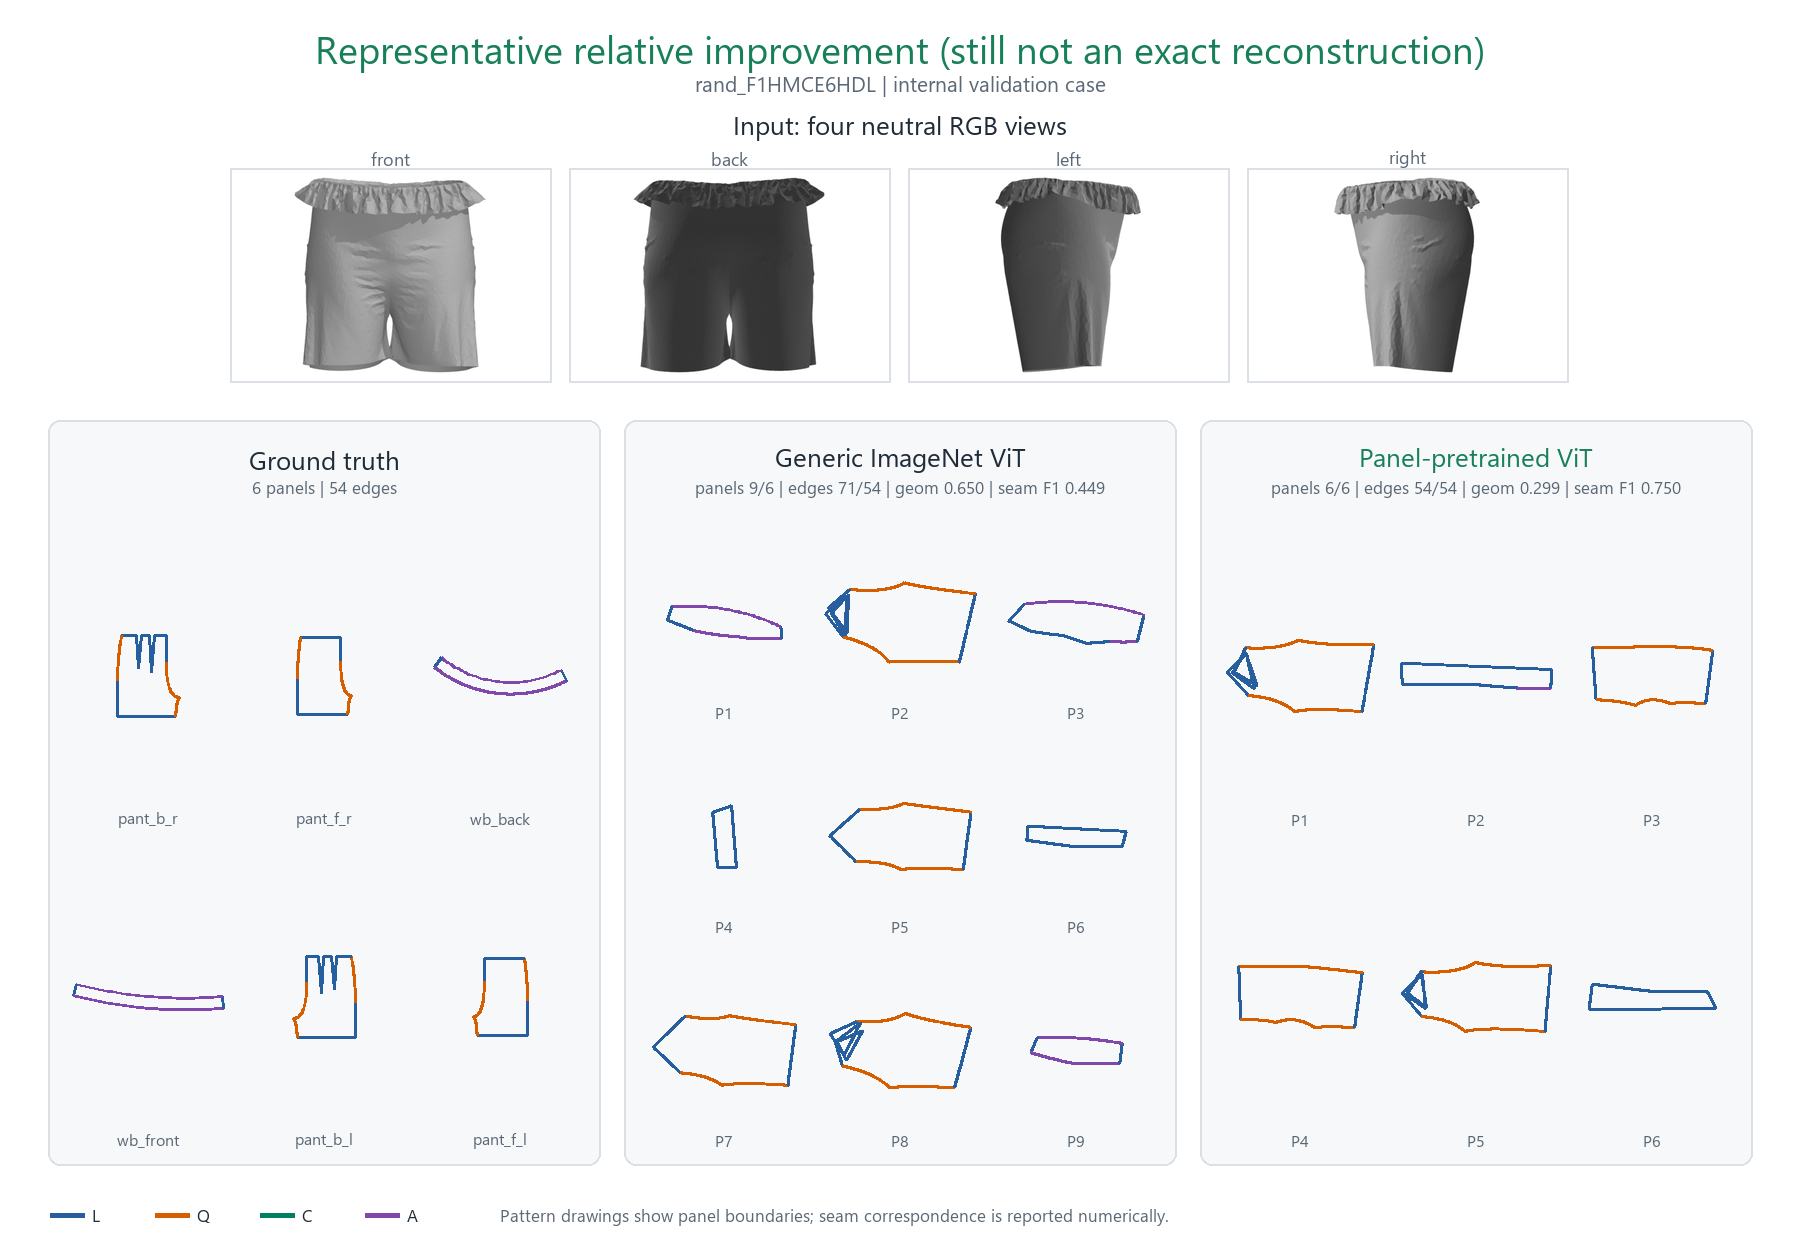 Representative relative improvement (still not an exact reconstruction)
rand_F1HMCE6HDL | internal validation case
Input: four neutral RGB views
front
back
left
right
Ground truth
6 panels | 54 edges
pant_b_r
pant_f_r
wb_back
wb_front
pant_b_l
pant_f_l
Generic ImageNet ViT
panels 9/6 | edges 71/54 | geom 0.650 | seam F1 0.449
P1
P2
P3
P4
P5
P6
P7
P8
P9
Panel-pretrained ViT
panels 6/6 | edges 54/54 | geom 0.299 | seam F1 0.750
P1
P2
P3
P4
P5
P6
L
Q
C
A
Pattern drawings show panel boundaries; seam correspondence is reported numerically.